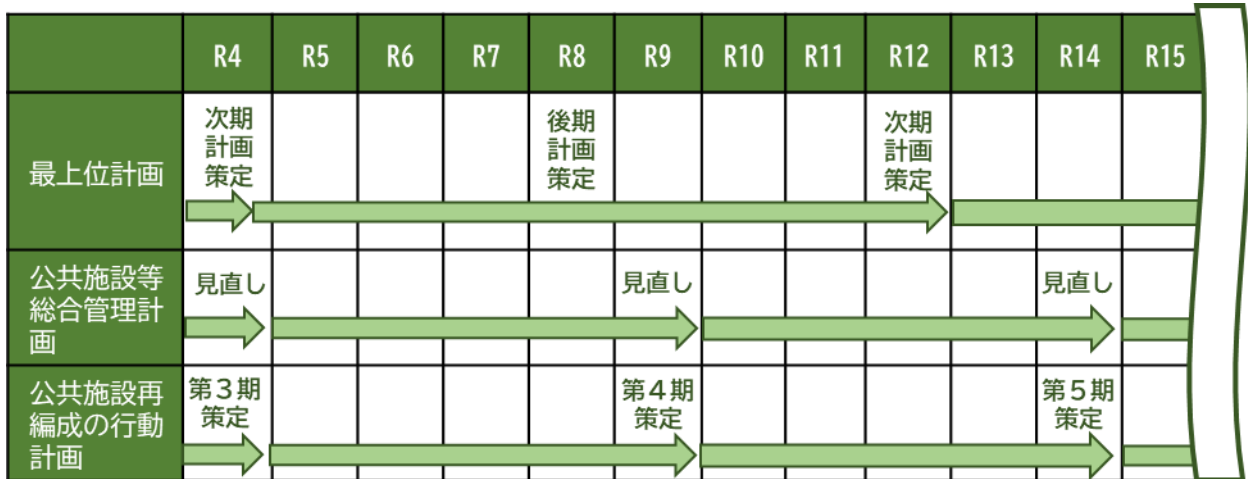 R4 R5 R6 R7 R8 R9 R10 R11 R12 R13 R14 R15
最上位計画
次期
計画
策定
後期
計画
策定
次期
計画
策定
公共施設等
総合管理計
画
見直し
見直し
見直し
公共施設再
編成の行動
計画
第3期
策定
第4期
策定
第5期
策定